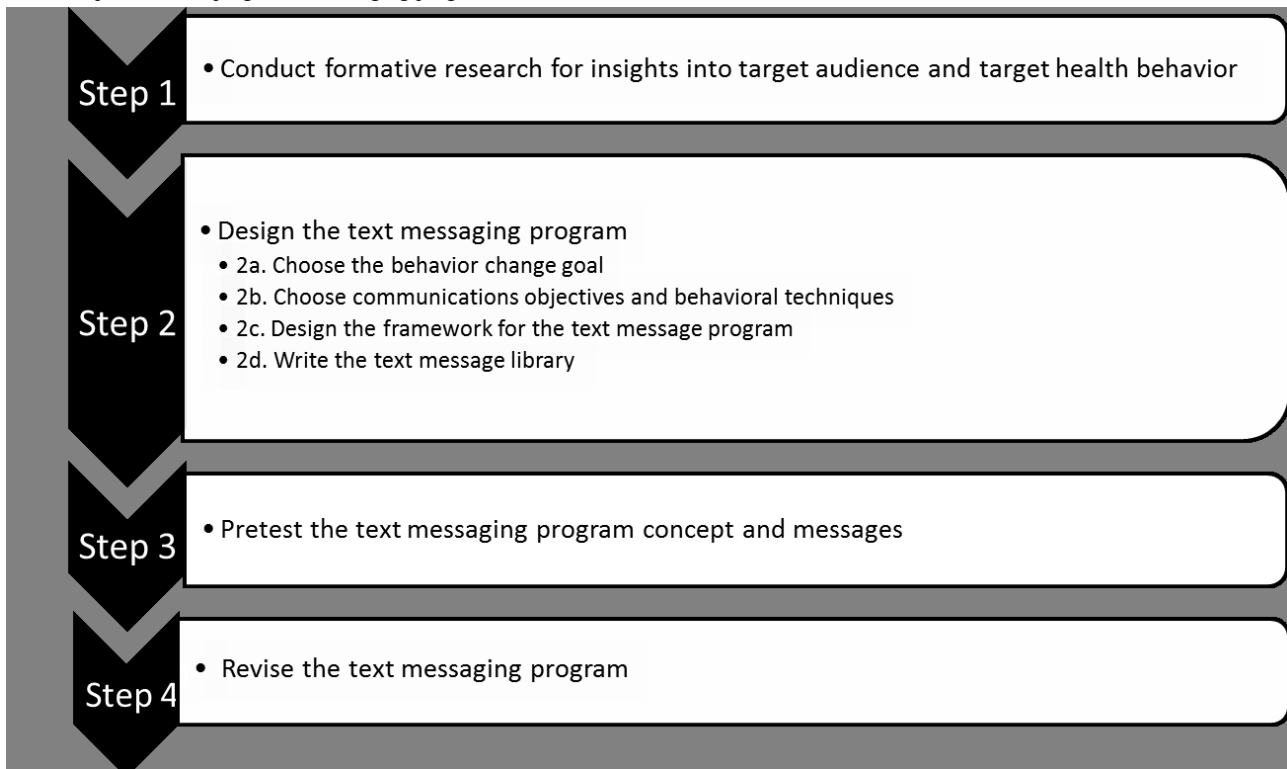 Step 1
• Conduct formative research for insights into target audience and target health behavior
Step 2
• Design the text messaging program
• 2a. Choose the behavior change goal
• 2b. Choose communications objectives and behavioral techniques
• 2c. Design the framework for the text message program
• 2d. Write the text message library
Step 3
• Pretest the text messaging program concept and messages
Step 4
• Revise the text messaging program